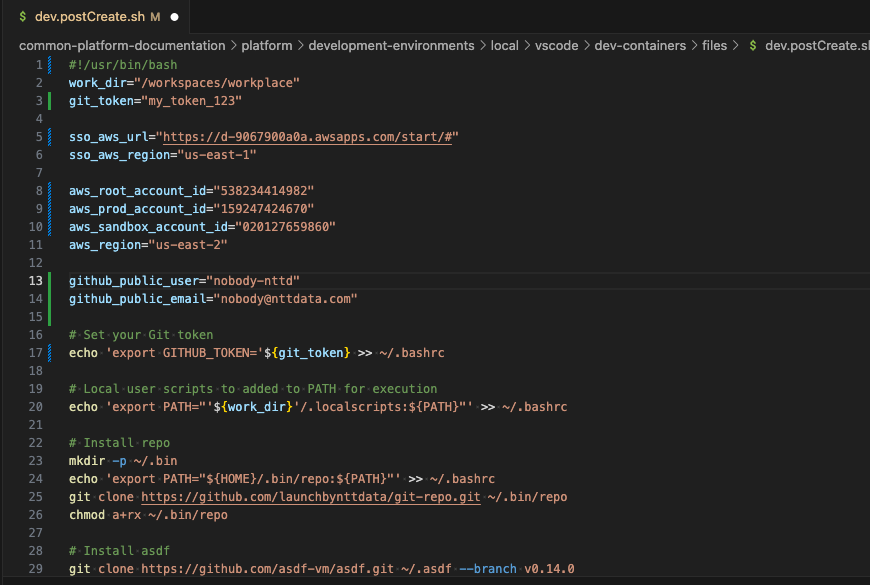 $ dev.postCreate.sh M
common-platform-documentation > platform > development-environments > local > vscode > dev-containers > files > $ dev.postCreate.sh
1 #!/usr/bin/bash
2 work_dir="/workspaces/workplace"
3 git_token="my_token_123"
4
5 sso_aws_url="https://d-9067900a0a.awsapps.com/start/#"
6 sso_aws_region="us-east-1"
7
8 aws_root_account_id="538234414982"
9 aws_prod_account_id="159247424670"
10 aws_sandbox_account_id="020127659860"
11 aws_region="us-east-2"
12
13 github_public_user="nobody-nttd"
14 github_public_email="nobody@nttdata.com"
15
16 # Set your Git token
17 echo 'export GITHUB_TOKEN='${git_token} >> ~/.bashrc
18
19 # Local user scripts to added to PATH for execution
20 echo 'export PATH="'${work_dir}'/.localscripts:${PATH}"' >> ~/.bashrc
21
22 # Install repo
23 mkdir -p ~/.bin
24 echo 'export PATH="${HOME}/.bin/repo:${PATH}"' >> ~/.bashrc
25 git clone https://github.com/launchbynttdata/git-repo.git ~/.bin/repo
26 chmod a+rx ~/.bin/repo
27
28 # Install asdf
29 git clone https://github.com/asdf-vm/asdf.git ~/.asdf --branch v0.14.0